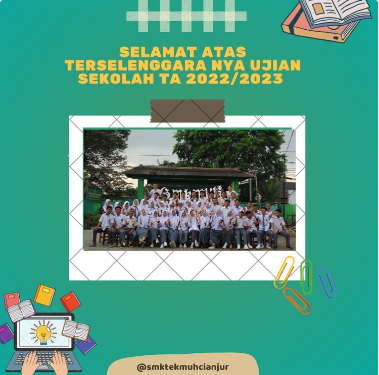 SELAMAT ATAS
TERSELENGGARA NYA UJIAN
SEKOLAH TA 2022/2023
@smktekmuhcianjur